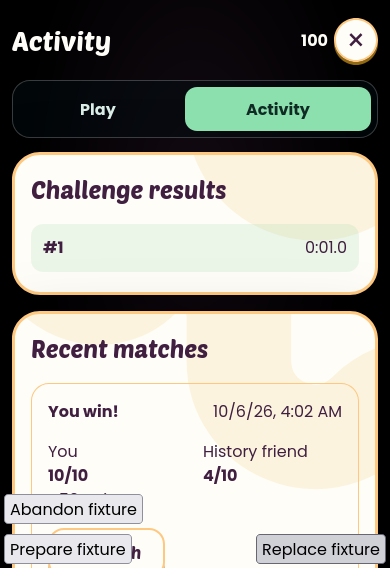 Activity
100
×
Play
Activity
Challenge results
#1
0:01.0
Recent matches
You win!
10/6/26, 4:02 AM
You
History friend
10/10
4/10
Abandon fixture
Prepare fixture
Replace fixture